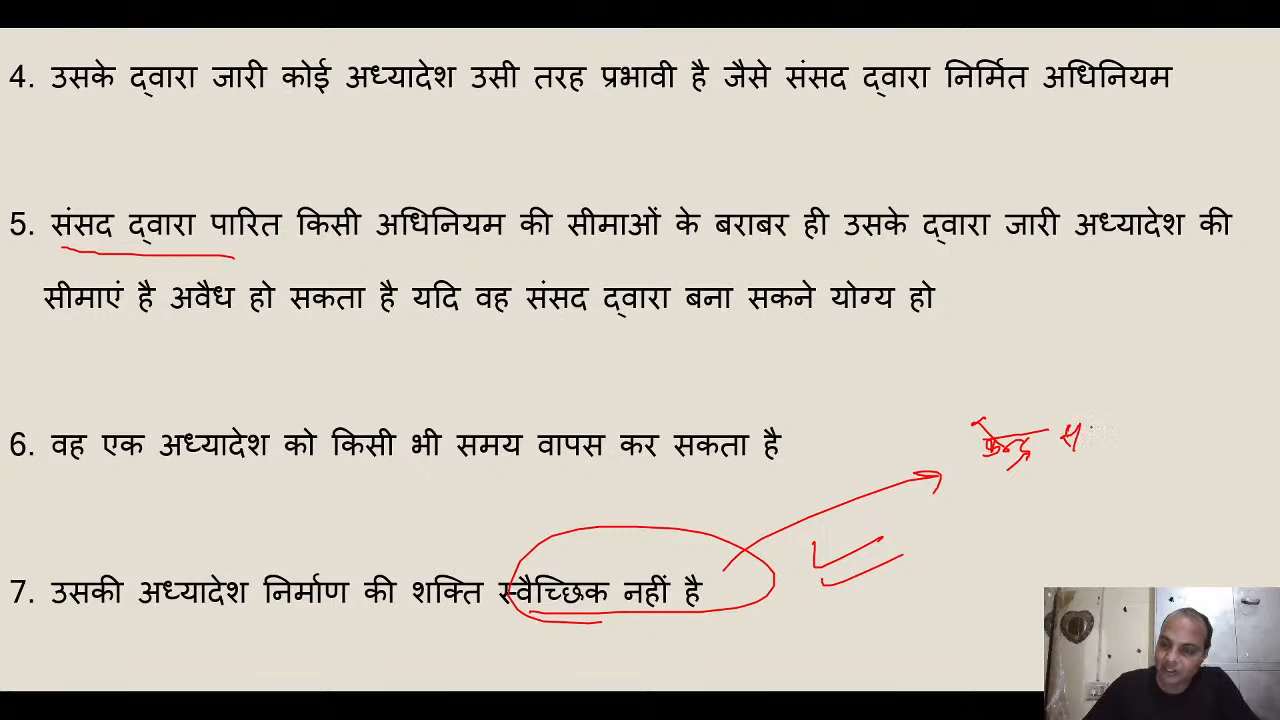 4. उसके द्वारा जारी कोई अध्यादेश उसी तरह प्रभावी है जैसे संसद द्वारा निर्मित अधिनियम
5. संसद द्वारा पारित किसी अधिनियम की सीमाओं के बराबर ही उसके द्वारा जारी अध्यादेश की
सीमाएं है अवैध हो सकता है यदि वह संसद द्वारा बना सकने योग्य हो
केन्द्र स
6. वह एक अध्यादेश को किसी भी समय वापस कर सकता है
7. उसकी अध्यादेश निर्माण की शक्ति स्वैच्छिक नहीं है